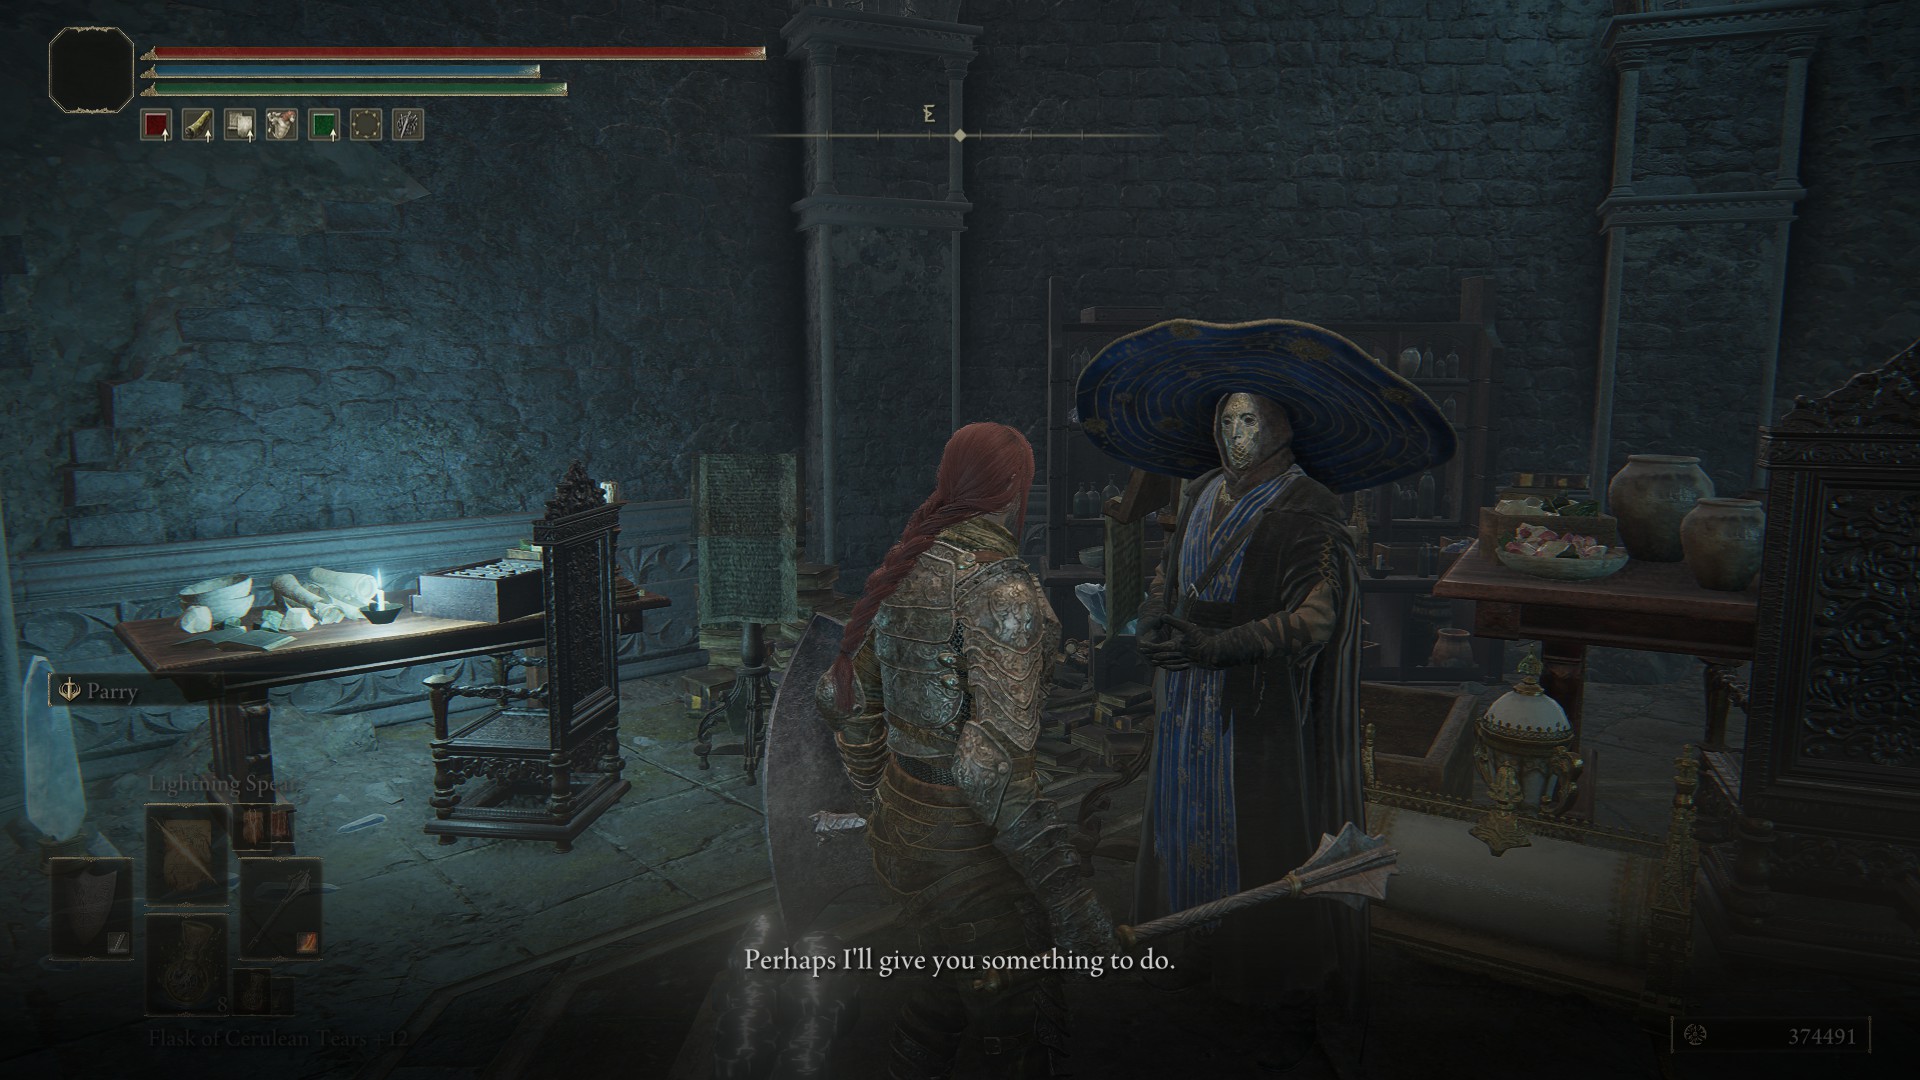 E
Parry
Lightning Spear
8
Perhaps I'll give you something to do.
Flask of Cerulean Tears +12
374491